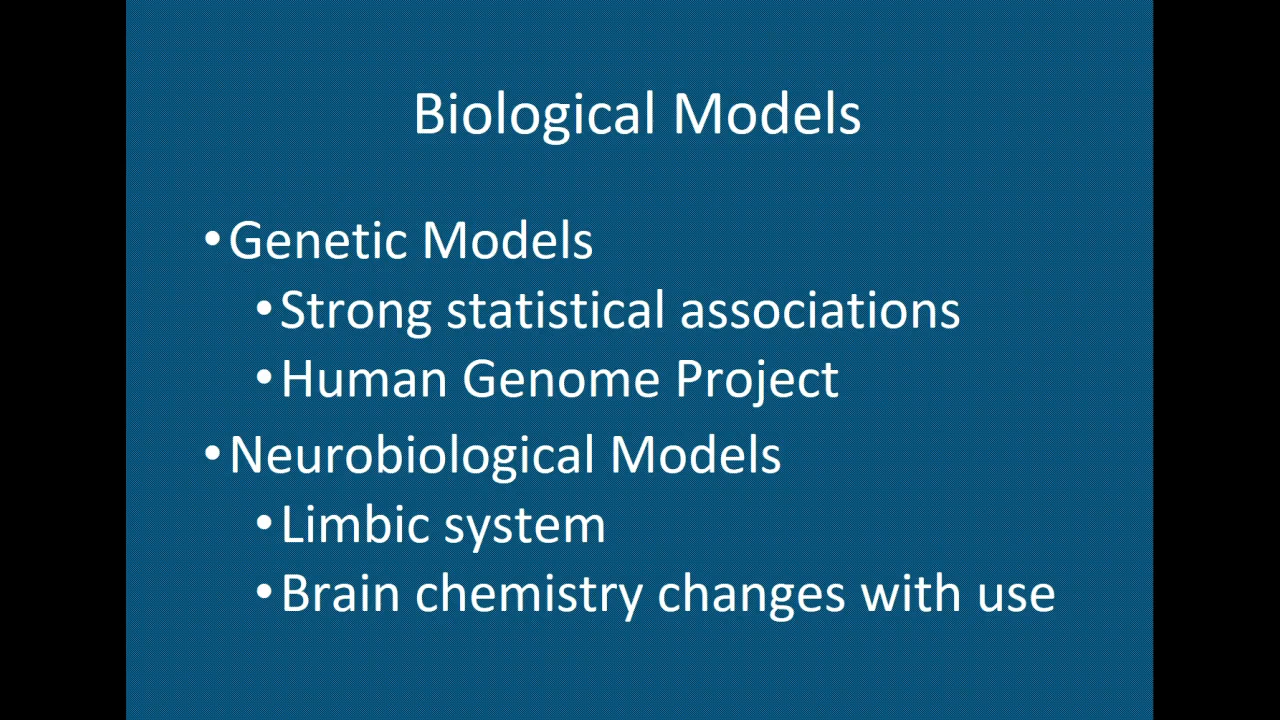 Biological Models
•Genetic Models
•Strong statistical associations
•Human Genome Project
•Neurobiological Models
•Limbic system
•Brain chemistry changes with use